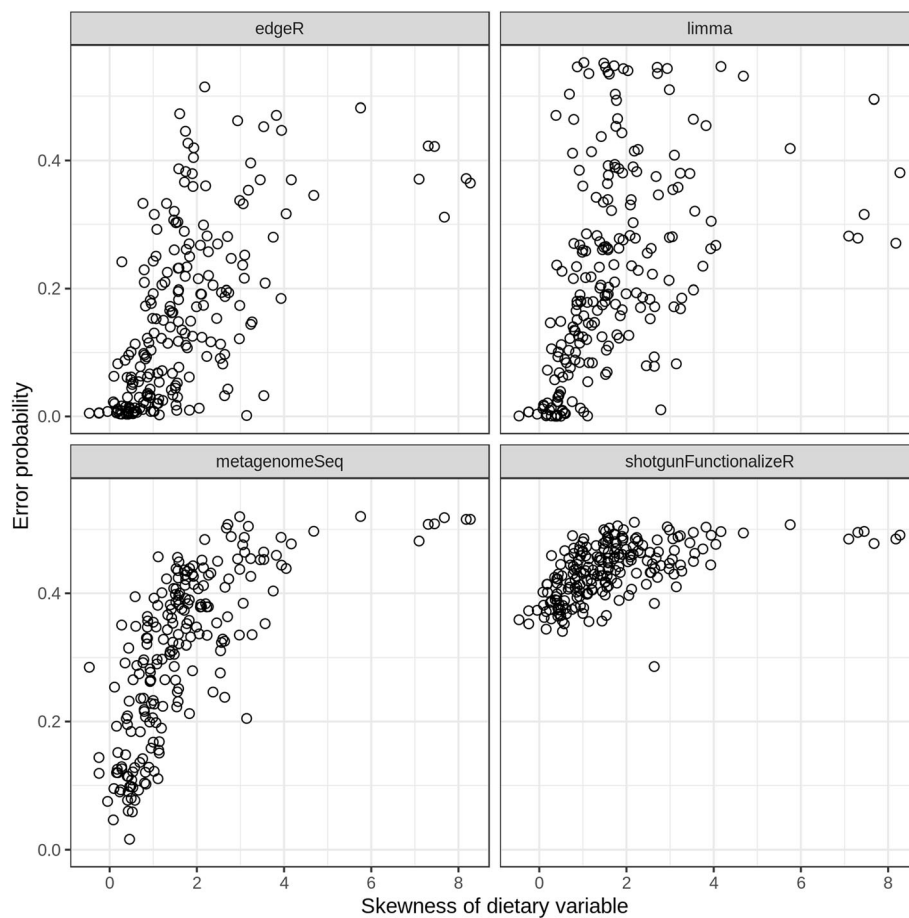 edgeR limma
0.4
0.2
0.0
metagenomeSeq shotgunFunctionalizeR
0.4
0.2
0.0
0 2 4 6 8 0 2 4 6 8
Error probability
Skewness of dietary variable